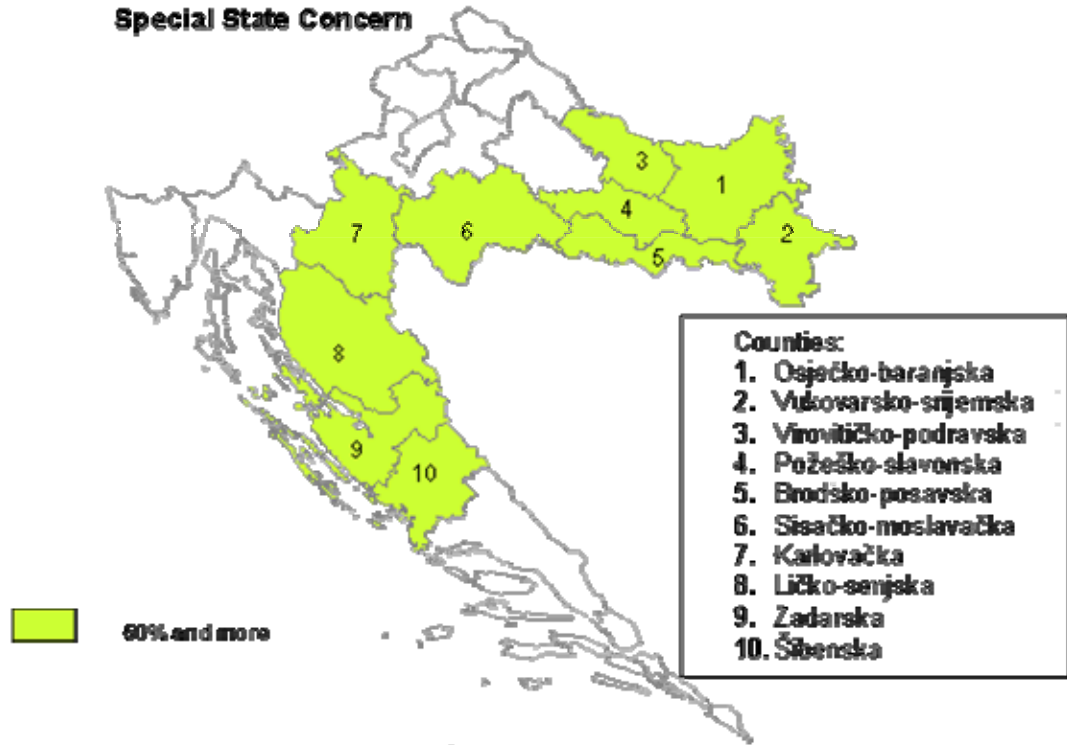 Special State Concern
3
1
4
2
7
6
5
8
9
10
Counties:
1. Osječko-baranjska
2. Vukovarsko-srijemska
3. Virovitičko-podravska
4. Požeško-slavonska
5. Brodsko-posavska
6. Sisačko-moslavačka
7. Karlovačka
8. Ličko-senjska
9. Zadarska
10. Šibenska
and more